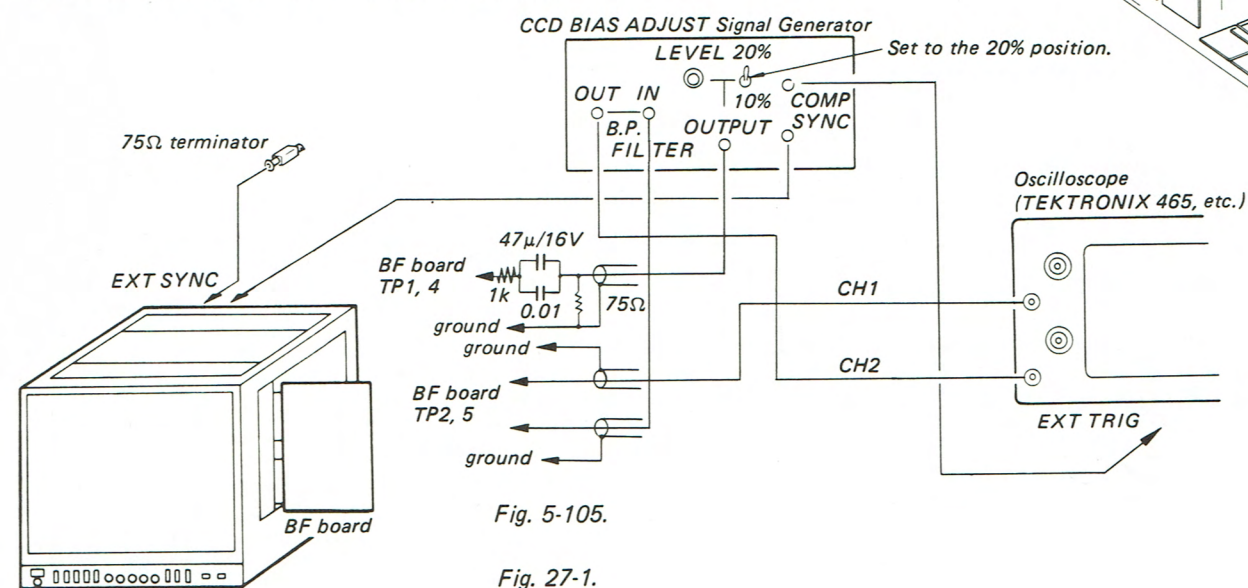 CCD BIAS ADJUST Signal Generator
LEVEL 20%
Set to the 20% position.
OUT IN
10%
COMP
SYNC
B.P.
FILTER
OUTPUT
75Ω terminator
Oscilloscope
(TEKTRONIX 465, etc.)
EXT SYNC
47μ/16V
BF board
TP1, 4
1k
0.01
75Ω
ground
ground
CH1
BF board
TP2, 5
CH2
EXT TRIG
ground
BF board
Fig. 5-105.
Fig. 27-1.